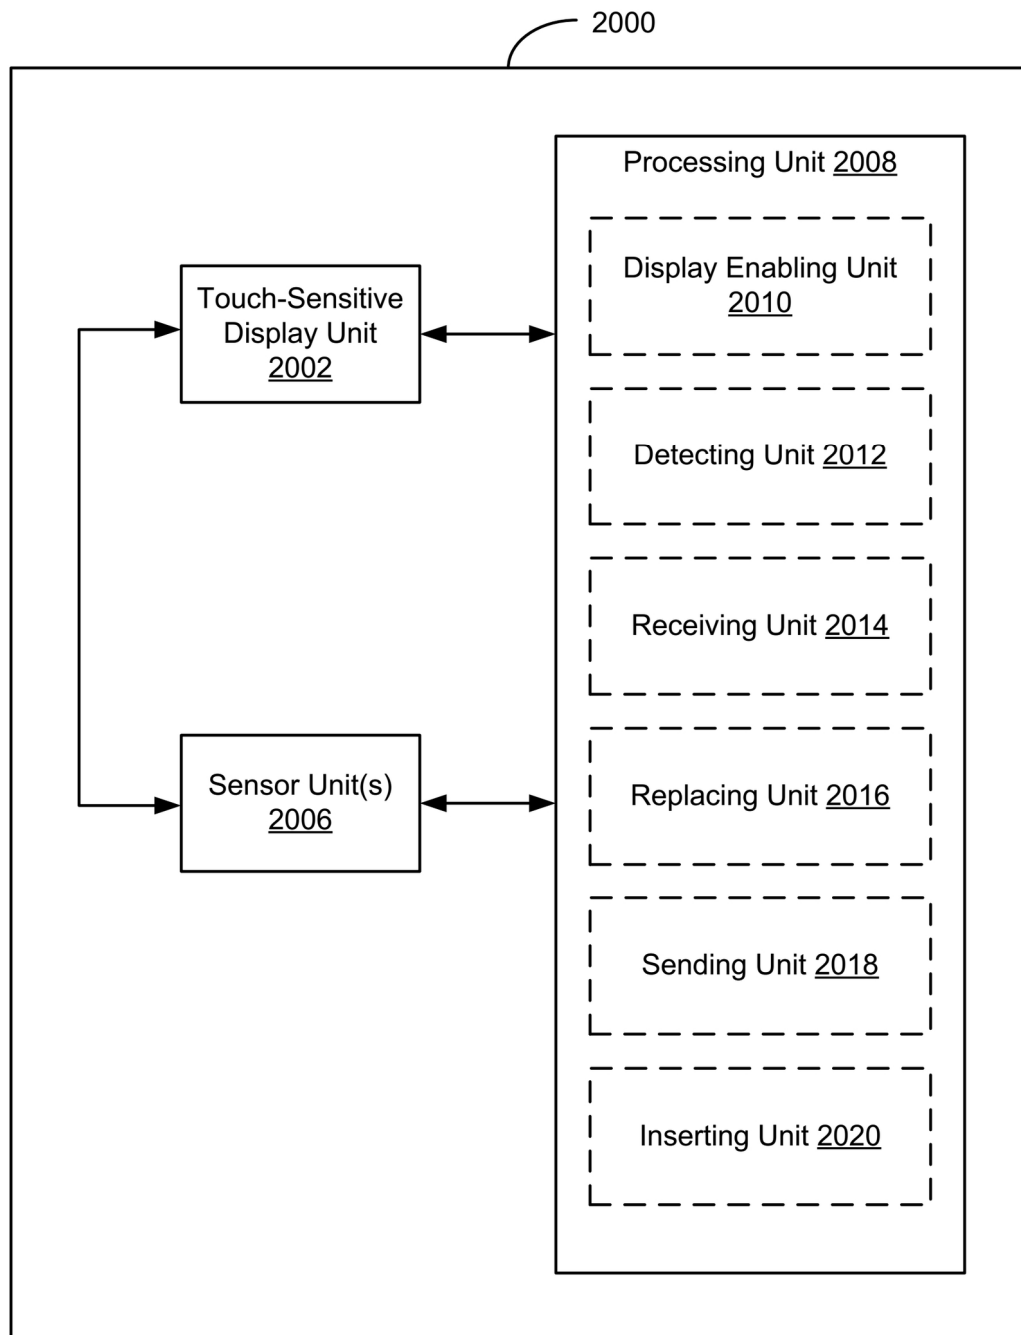 2000
Processing Unit 2008
Display Enabling Unit
2010
Touch-Sensitive
Display Unit
2002
Detecting Unit 2012
Receiving Unit 2014
Sensor Unit(s)
2006
Replacing Unit 2016
Sending Unit 2018
Inserting Unit 2020